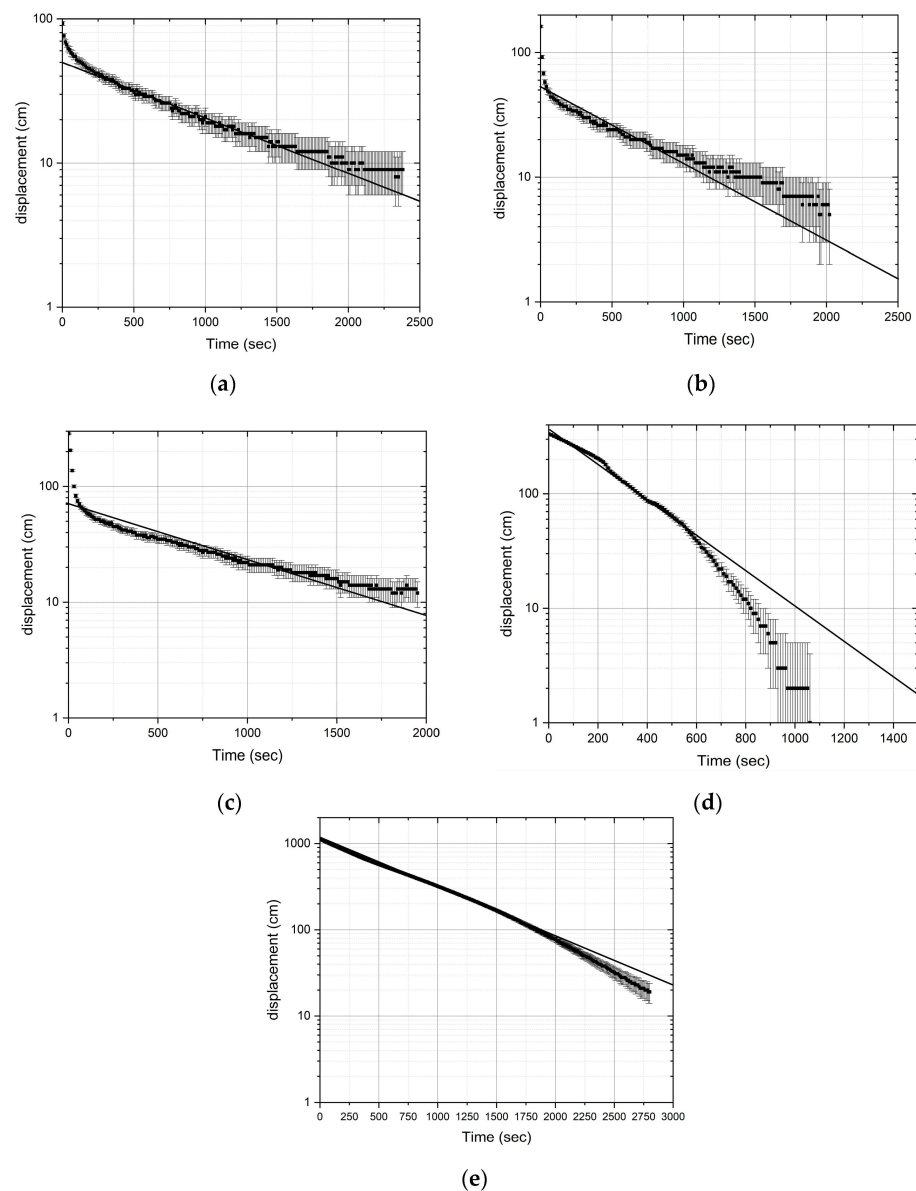 100
10
1
displacement (cm)
0 500 1000 1500 2000 2500
Time (sec)
(a)
100
10
1
displacement (cm)
0 500 1000 1500 2000 2500
Time (sec)
(b)
100
10
1
displacement (cm)
0 500 1000 1500 2000
Time (sec)
(c)
100
10
1
displacement (cm)
0 200 400 600 800 1000 1200 1400
Time (sec)
(d)
1000
100
10
1
displacement (cm)
0 250 500 750 1000 1250 1500 1750 2000 2250 2500 2750 3000
Time (sec)
(e)